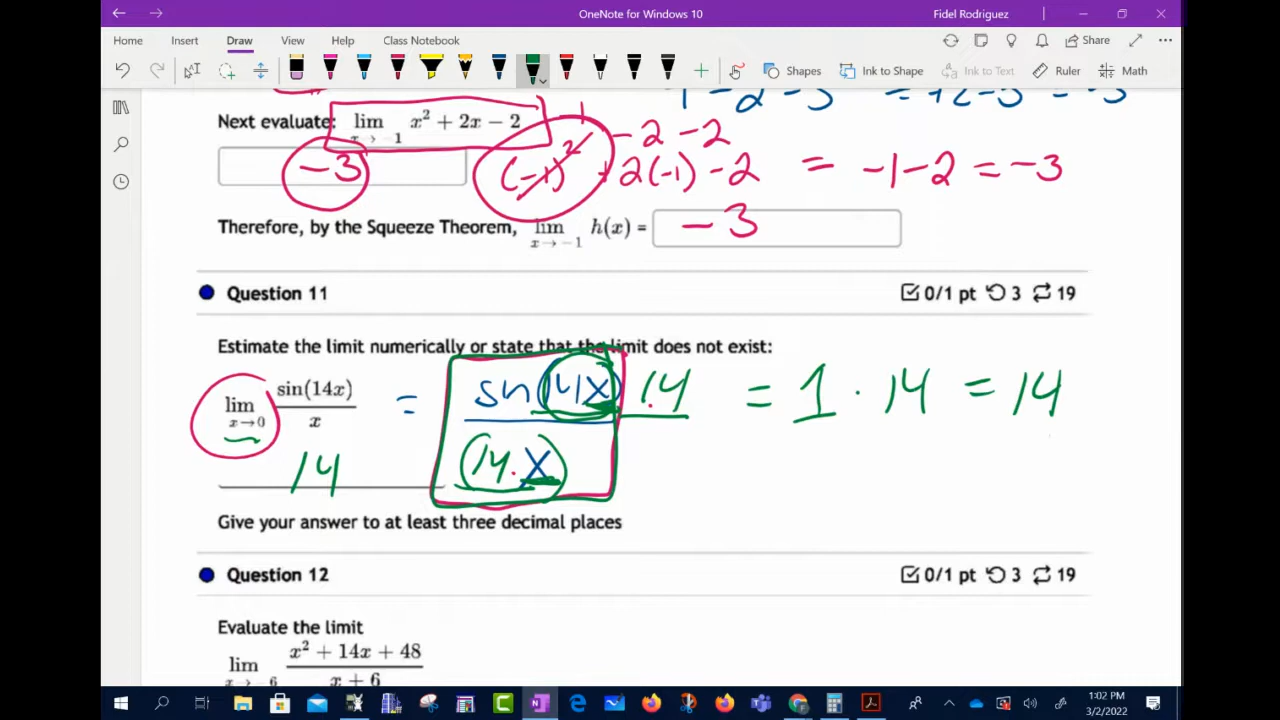 OneNote for Windows 10
Fidel Rodriguez
Home Insert Draw View Help Class Notebook Share
Shapes Ink to Shape Ink to Text Ruler Math
Next evaluate: lim x→−1 x² + 2x − 2
−2 −2
−3 (−1)² + 2(−1) −2 = −1−2 = −3
Therefore, by the Squeeze Theorem, lim x→−1 h(x) = −3
Question 11 0/1 pt 3 19
Estimate the limit numerically or state that the limit does not exist:
lim x→0 sin(14x)/x = sin(14x)/(14·x) · 14 = 1 · 14 = 14
14
Give your answer to at least three decimal places
Question 12 0/1 pt 3 19
Evaluate the limit
lim x→−6 x² + 14x + 48 / x + 6
1:02 PM
3/2/2022